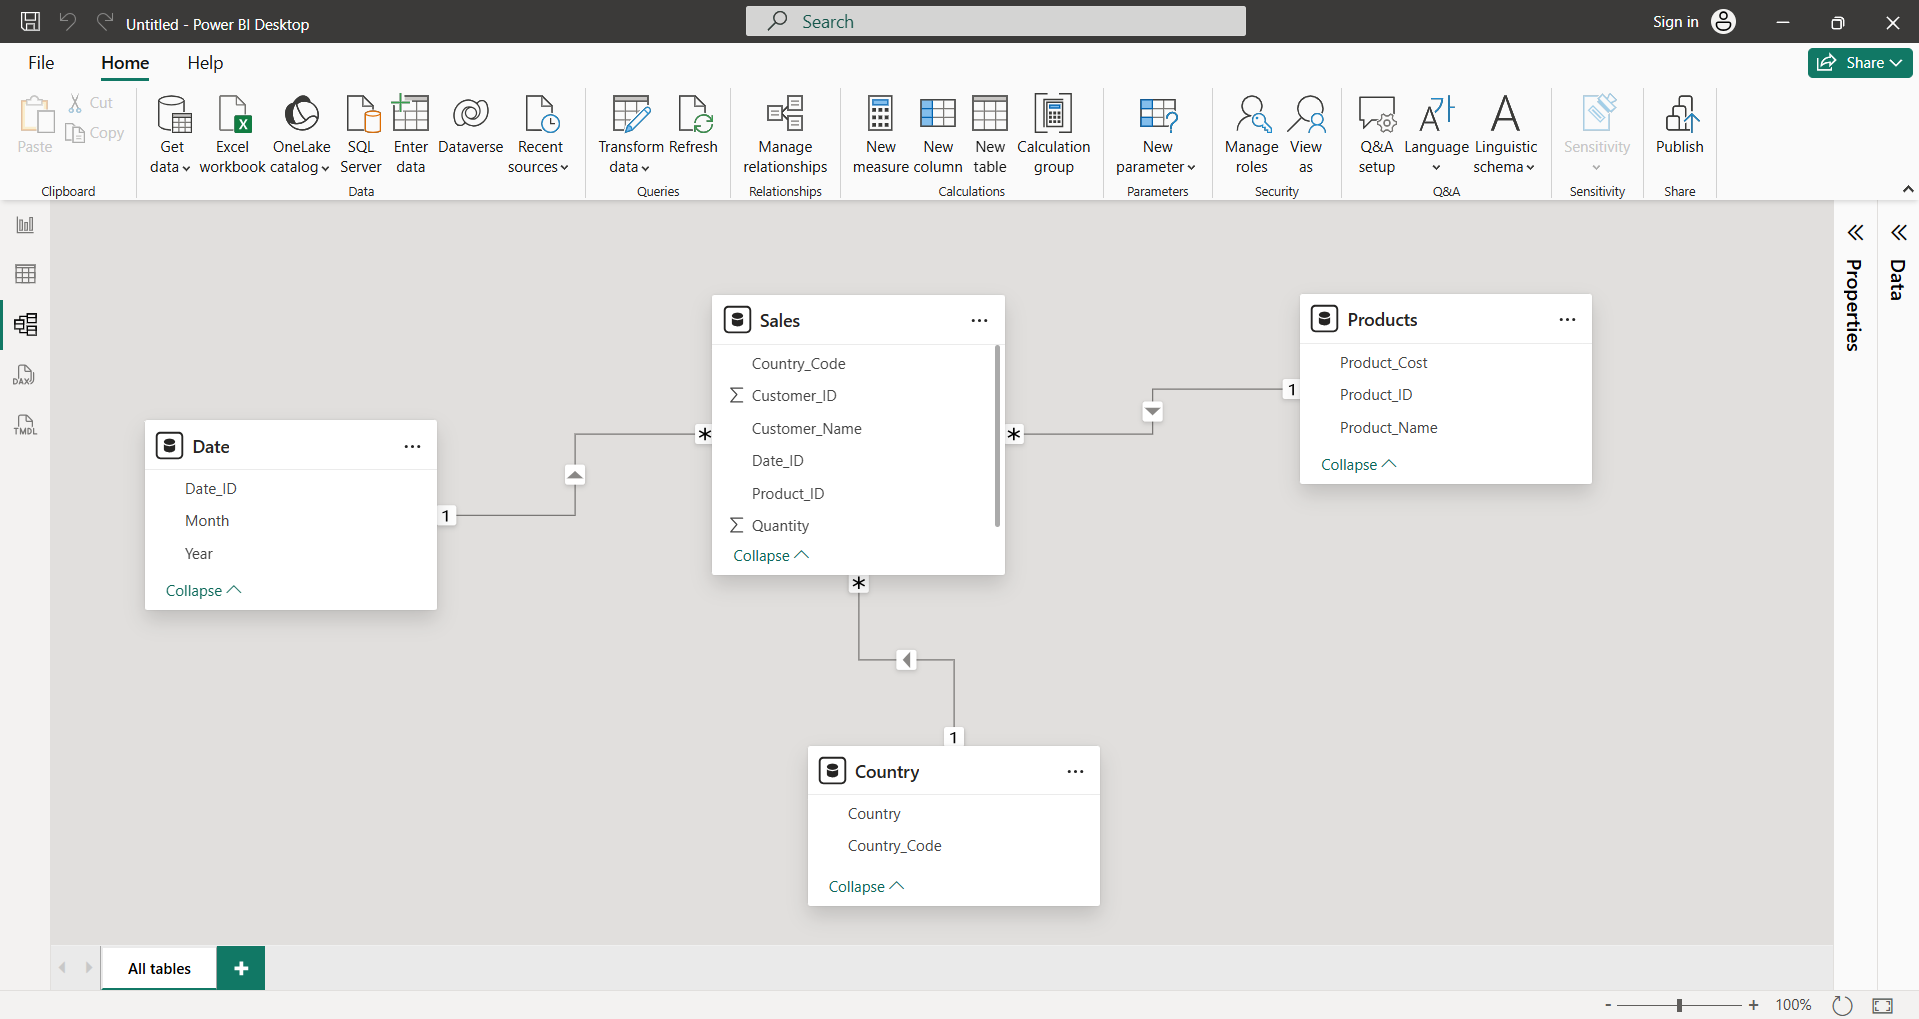 Untitled - Power BI Desktop
Search
Sign in
File
Home
Help
Share
Paste
Cut
Copy
Clipboard
Get
data
Excel
workbook
OneLake
catalog
SQL
Server
Enter
data
Dataverse
Recent
sources
Data
Transform
data
Refresh
Queries
Manage
relationships
Relationships
New
measure
New
column
New
table
Calculation
group
Calculations
New
parameter
Parameters
Manage
roles
View
as
Security
Q&A
setup
Language
Linguistic
schema
Q&A
Sensitivity
Sensitivity
Publish
Share
DAX
TMDL
Properties
Data
Sales
Country_Code
Σ Customer_ID
Customer_Name
Date_ID
Product_ID
Σ Quantity
Collapse
Products
Product_Cost
Product_ID
Product_Name
Collapse
Date
Date_ID
Month
Year
Collapse
1
*
*
1
*
1
Country
Country
Country_Code
Collapse
All tables
+
- + 100%